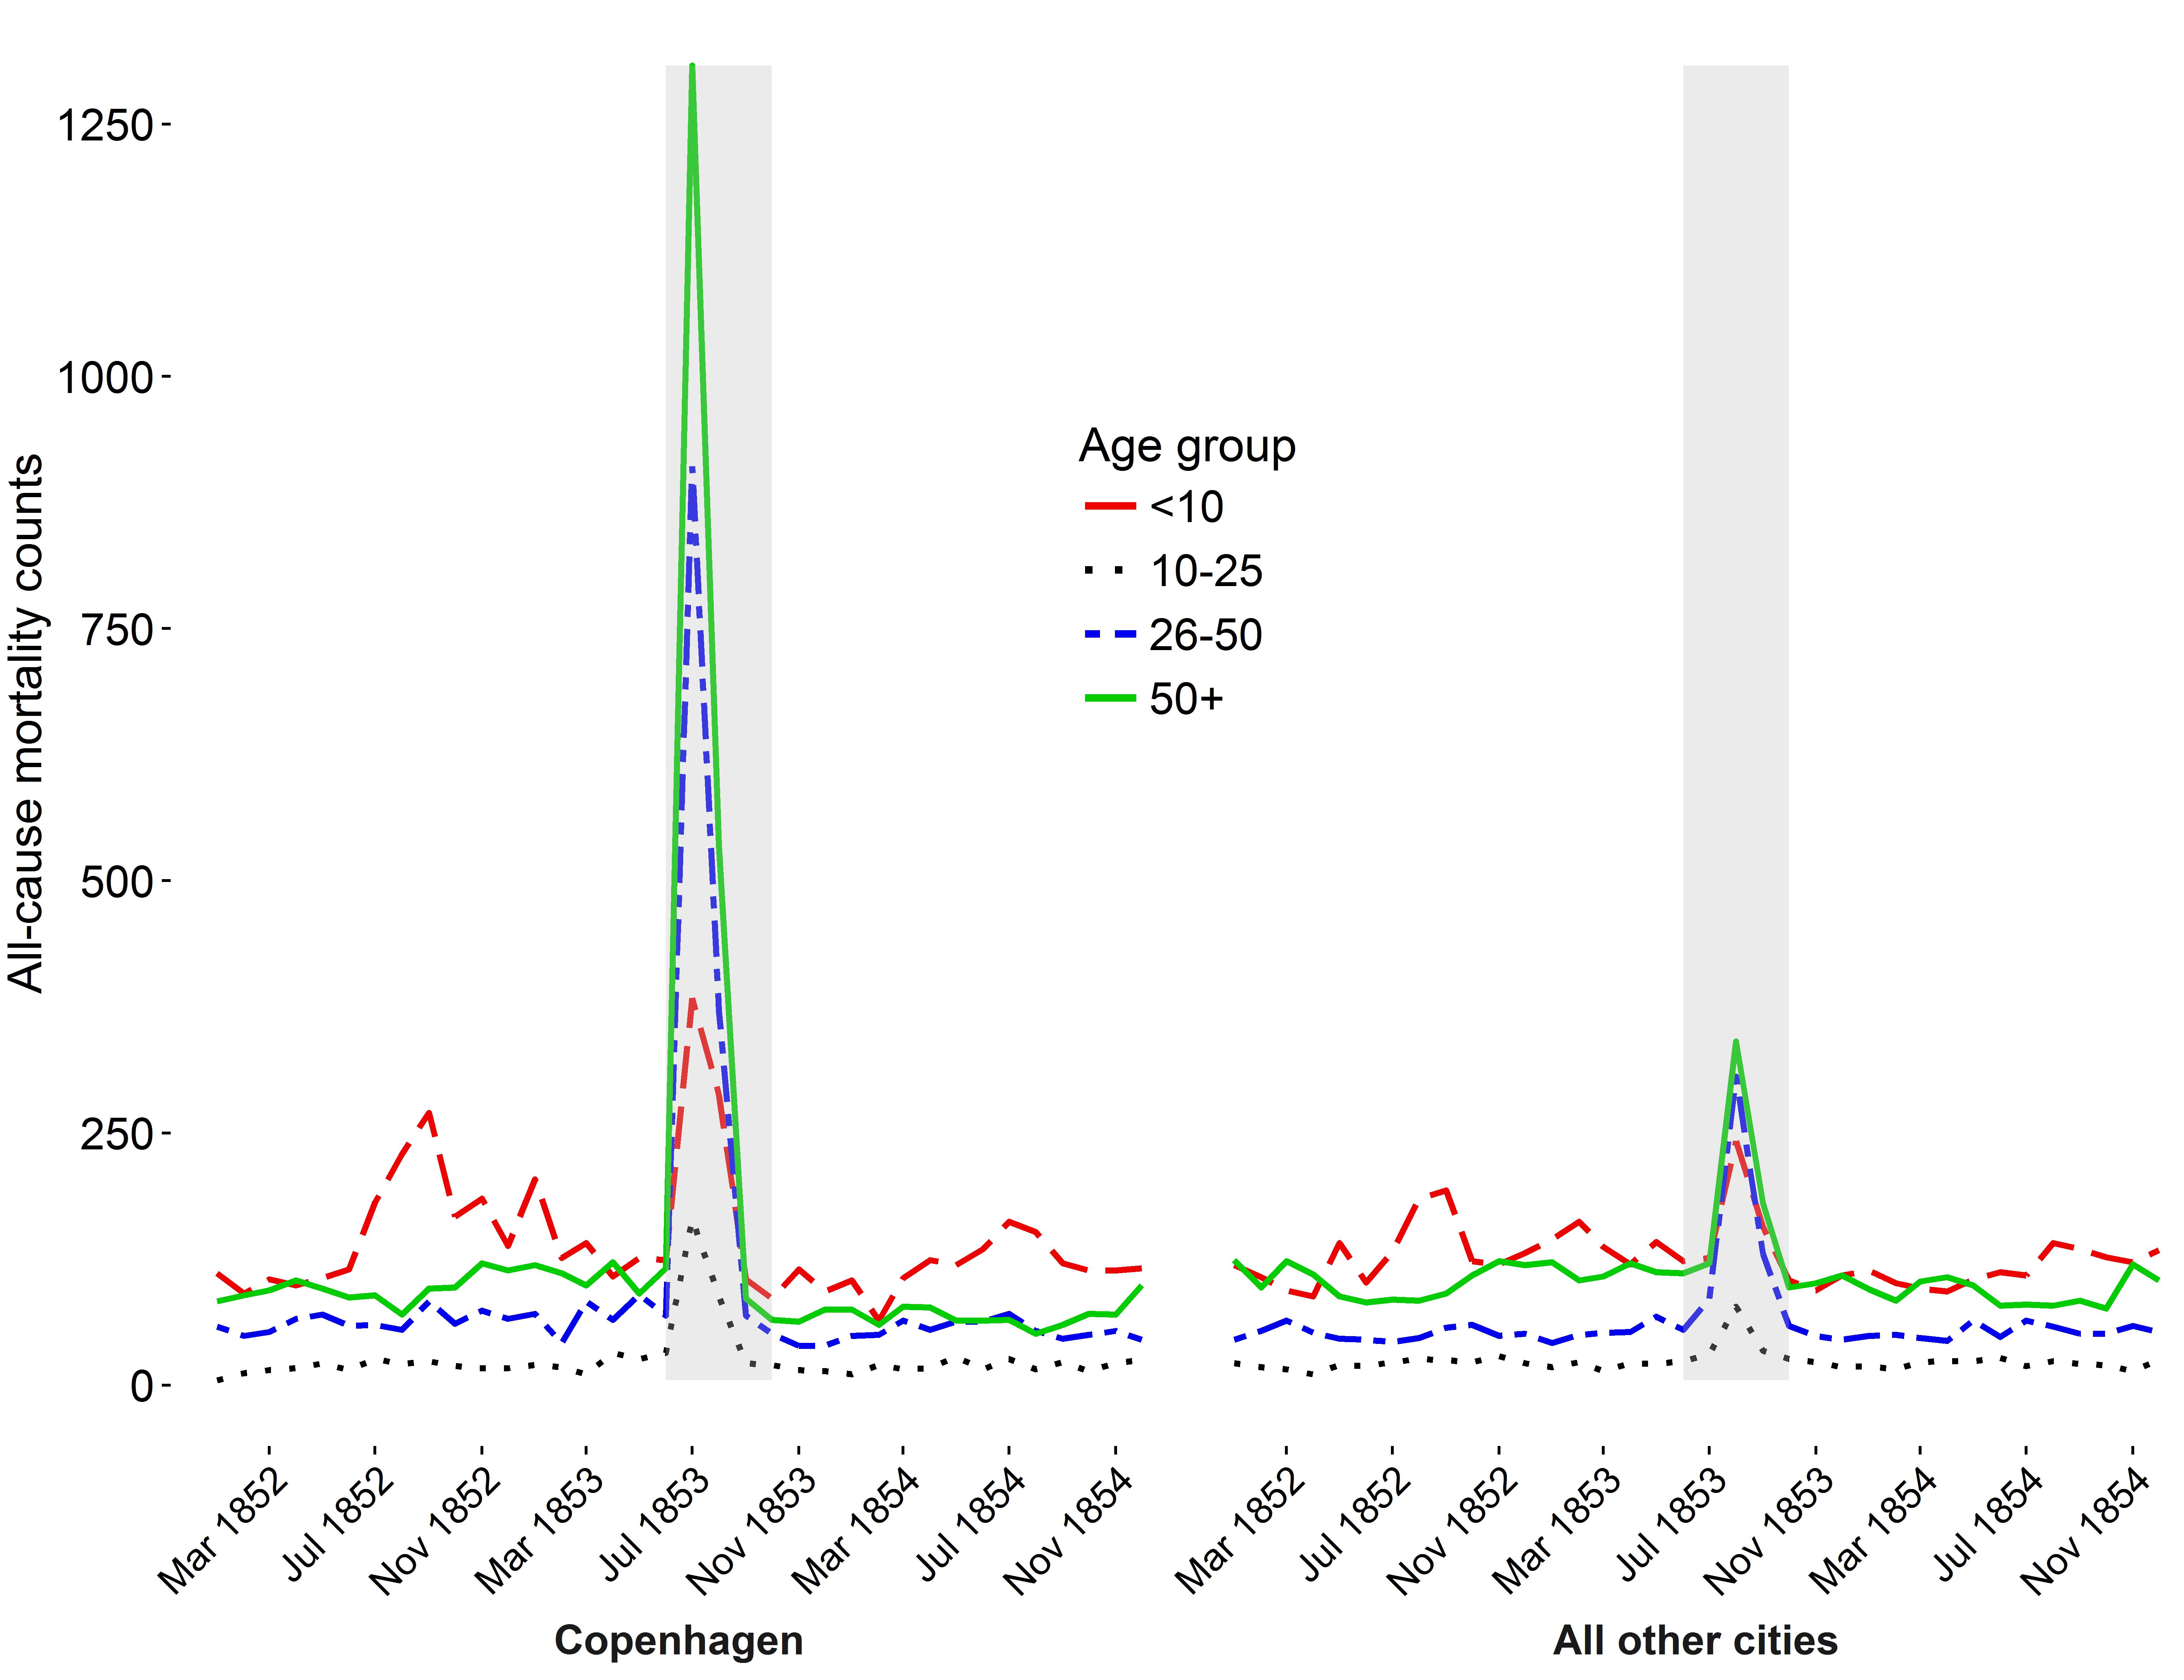 All-cause mortality counts
1250
1000
750
500
250
0
Age group
<10
10-25
26-50
50+
Mar 1852
Jul 1852
Nov 1852
Mar 1853
Jul 1853
Nov 1853
Mar 1854
Jul 1854
Nov 1854
Mar 1852
Jul 1852
Nov 1852
Mar 1853
Jul 1853
Nov 1853
Mar 1854
Jul 1854
Nov 1854
Copenhagen
All other cities